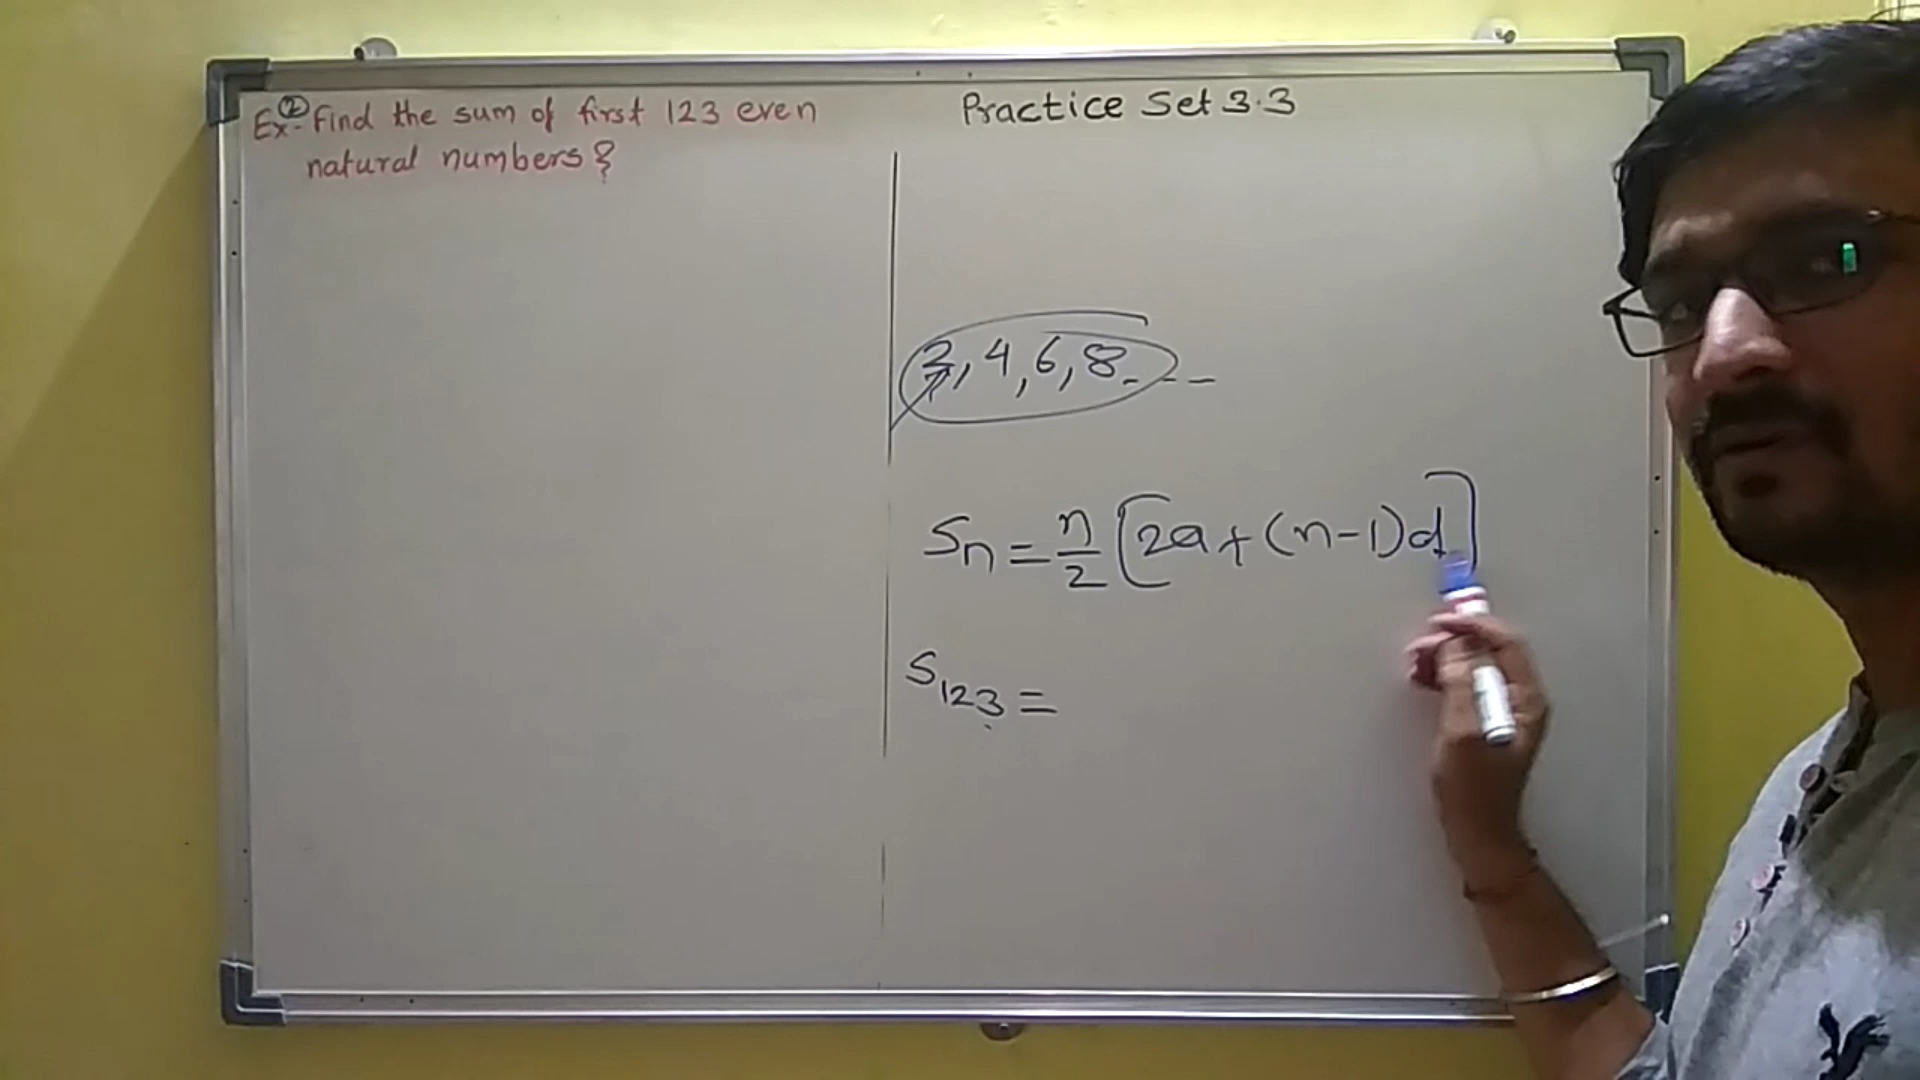 Ex-② Find the sum of first 123 even
natural numbers?
Practice Set 3.3
2, 4, 6, 8. - - -
Sn = n/2 [2a + (n-1)d]
S123 =